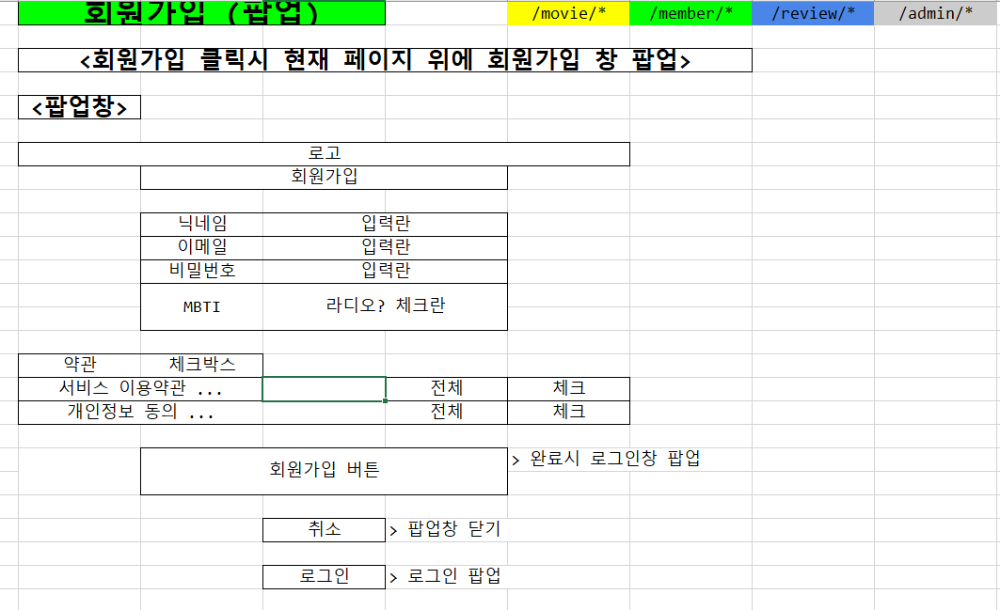 회원가입 (팝업) /movie/* /member/* /review/* /admin/*
<회원가입 클릭시 현재 페이지 위에 회원가입 창 팝업>
<팝업창>
로고
회원가입
닉네임 입력란
이메일 입력란
비밀번호 입력란
MBTI 라디오? 체크란
약관 체크박스
서비스 이용약관 ... 전체 체크
개인정보 동의 ... 전체 체크
회원가입 버튼 > 완료시 로그인창 팝업
취소 > 팝업창 닫기
로그인 > 로그인 팝업